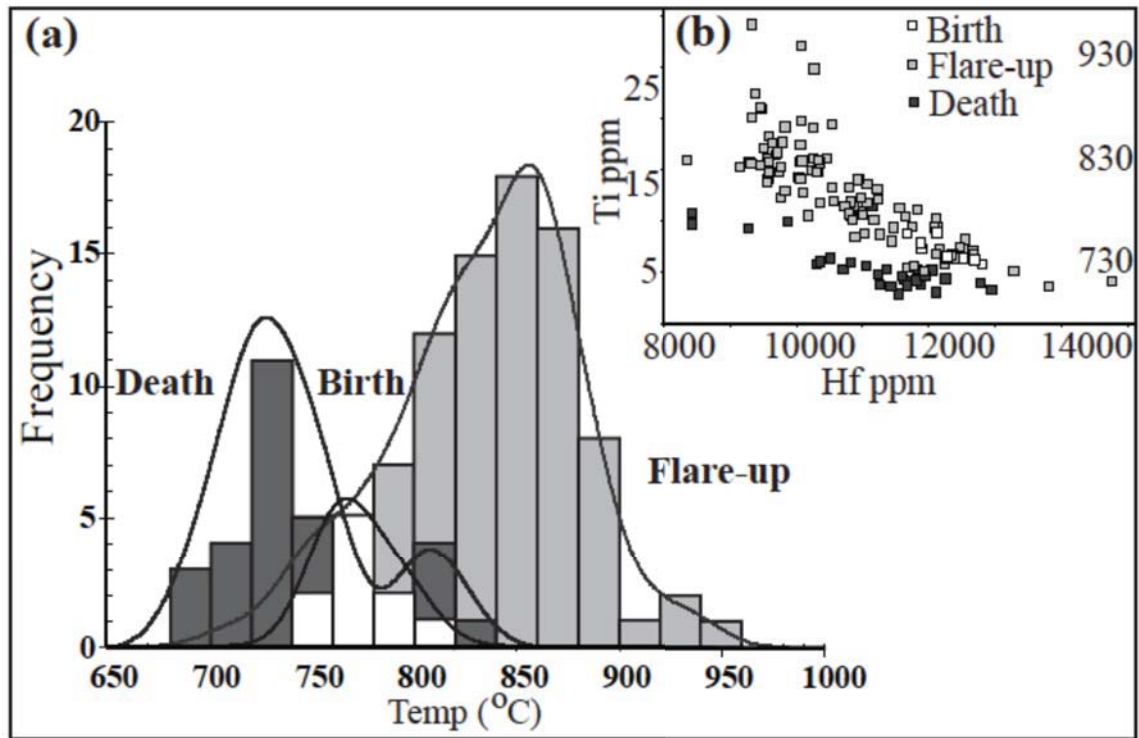 (a)
Frequency
20
15
10
5
0
Death
Birth
Flare-up
650
700
750
800
850
900
950
1000
Temp (°C)
(b)
Birth
Flare-up
Death
Ti ppm
25
15
5
930
830
730
8000
10000
12000
14000
Hf ppm